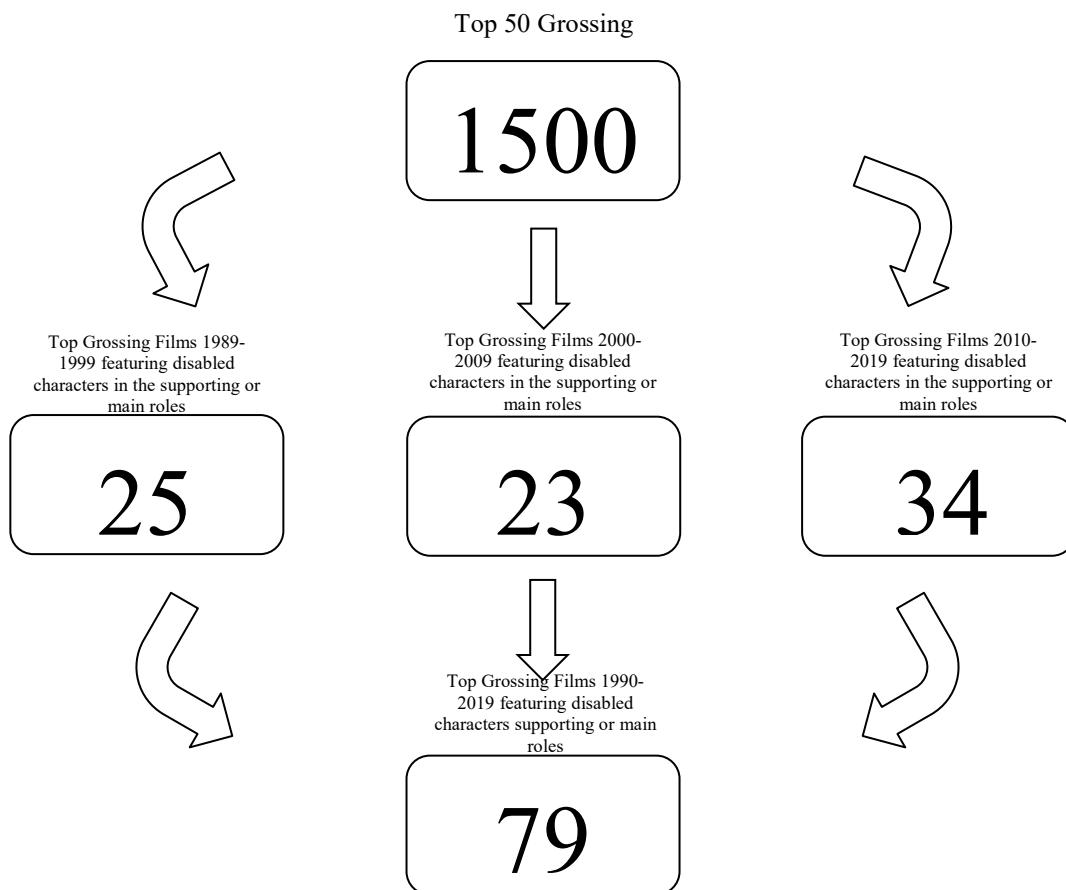 Top 50 Grossing
1500
Top Grossing Films 1989-
1999 featuring disabled
characters in the supporting or
main roles
25
Top Grossing Films 2000-
2009 featuring disabled
characters in the supporting or
main roles
23
Top Grossing Films 2010-
2019 featuring disabled
characters in the supporting or
main roles
34
Top Grossing Films 1990-
2019 featuring disabled
characters supporting or main
roles
79